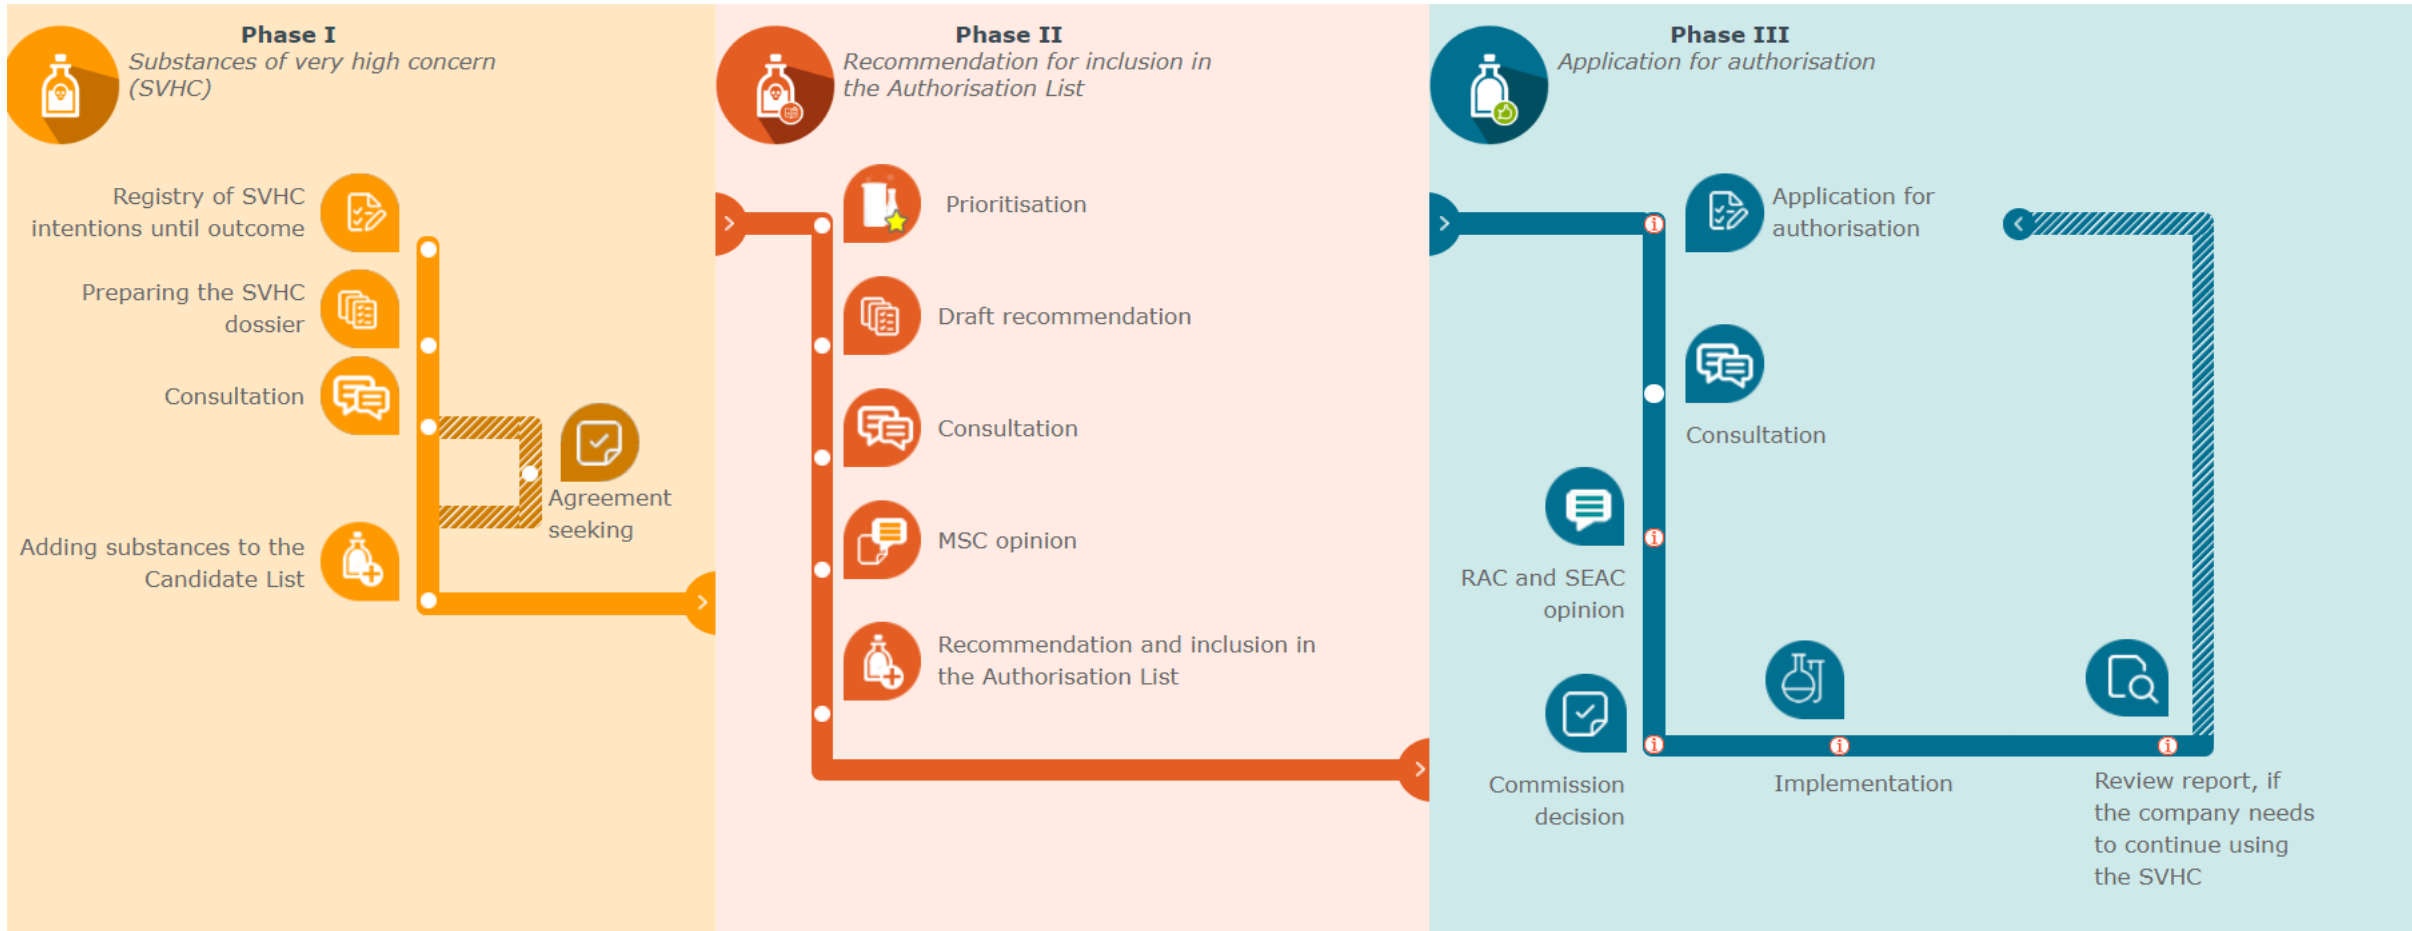 Phase I
Substances of very high concern
(SVHC)
Registry of SVHC
intentions until outcome
Preparing the SVHC
dossier
Consultation
Agreement
seeking
Adding substances to the
Candidate List
Phase II
Recommendation for inclusion in
the Authorisation List
Prioritisation
Draft recommendation
Consultation
MSC opinion
Recommendation and inclusion in
the Authorisation List
Phase III
Application for authorisation
Application for
authorisation
Consultation
RAC and SEAC
opinion
Commission
decision
Implementation
Review report, if
the company needs
to continue using
the SVHC